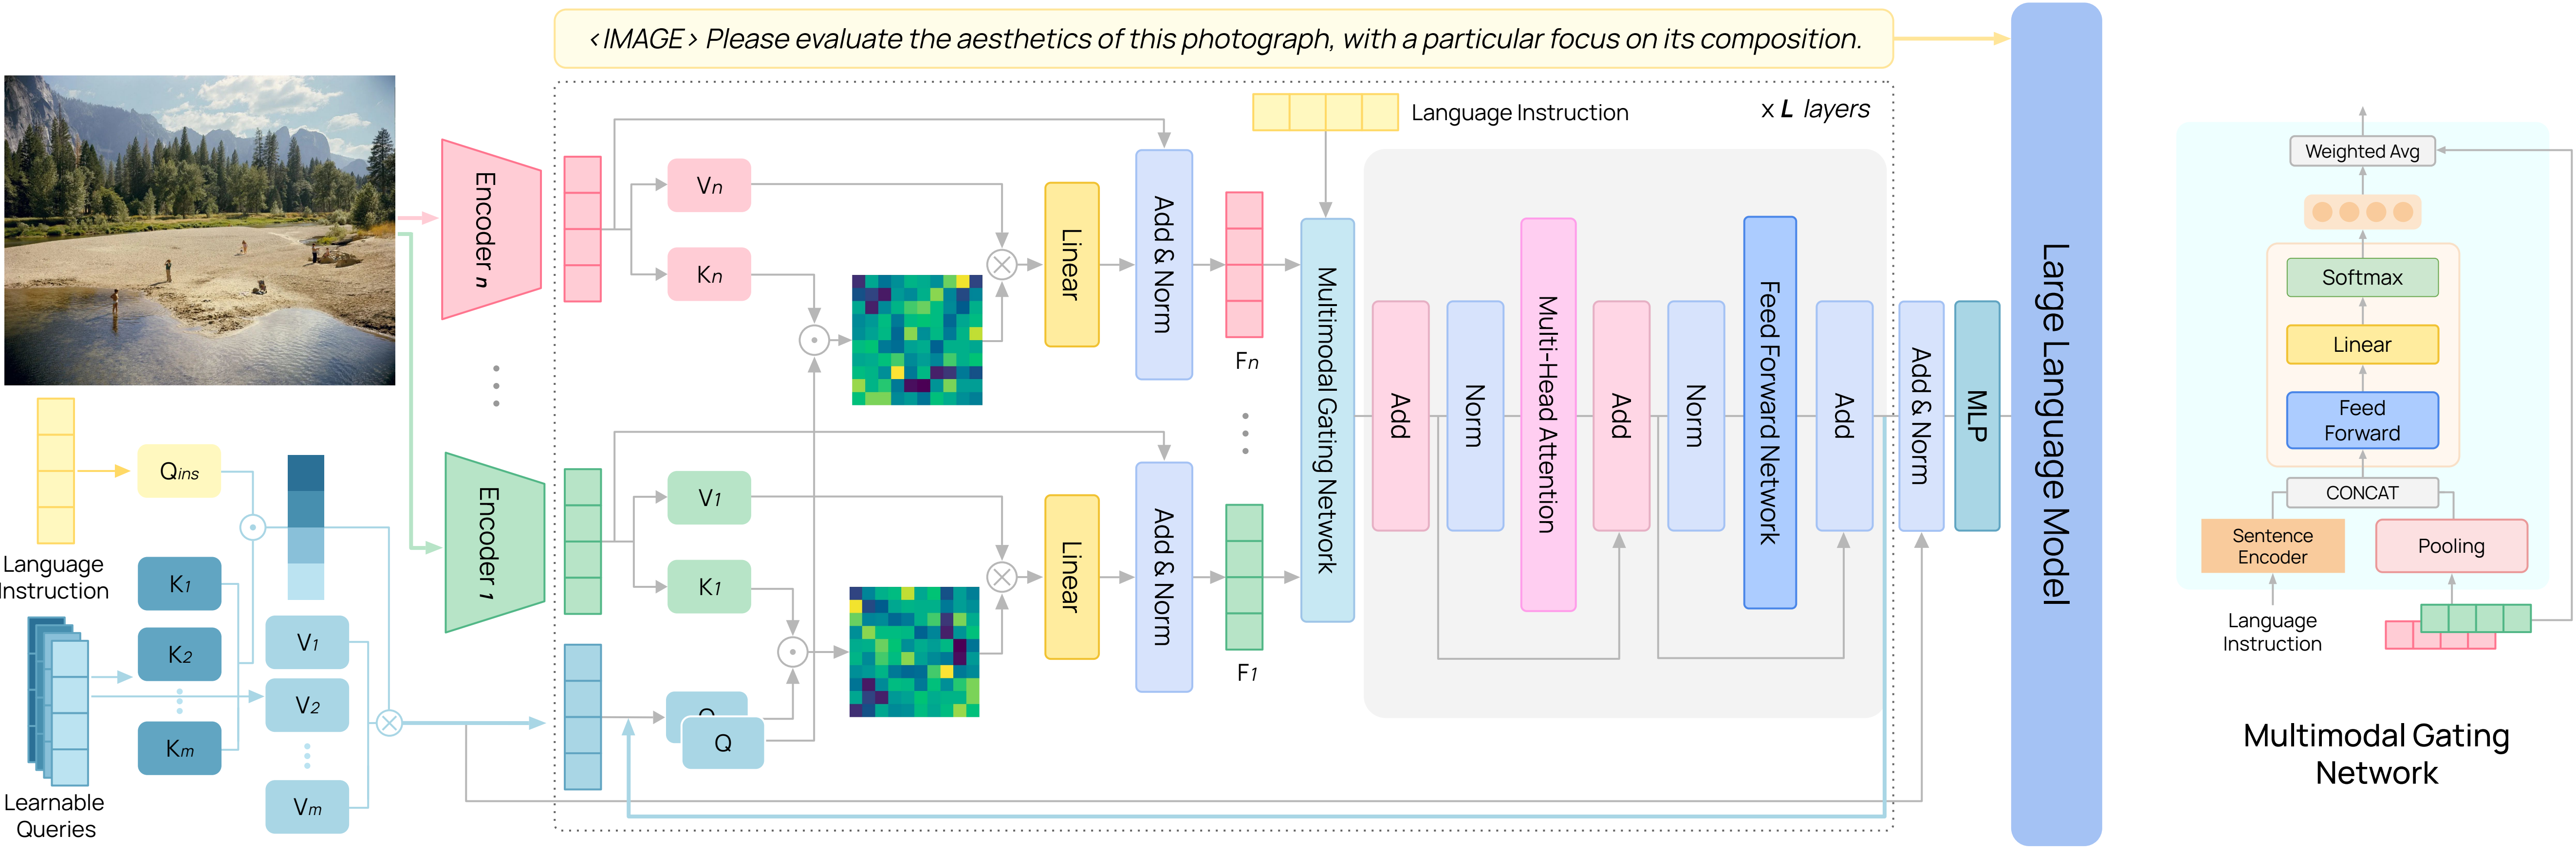 <IMAGE> Please evaluate the aesthetics of this photograph, with a particular focus on its composition.
Language Instruction
x L layers
Encoder n
Vn
Kn
Linear
Add & Norm
Fn
Encoder 1
V1
K1
Linear
Add & Norm
F1
Q
Q
Qins
Language
Instruction
K1
K2
Km
V1
V2
Vm
Learnable
Queries
Multimodal Gating Network
Add
Norm
Multi-Head Attention
Add
Norm
Feed Forward Network
Add
Add & Norm
MLP
Large Language Model
Weighted Avg
Softmax
Linear
Feed
Forward
CONCAT
Sentence
Encoder
Pooling
Language
Instruction
Multimodal Gating
Network